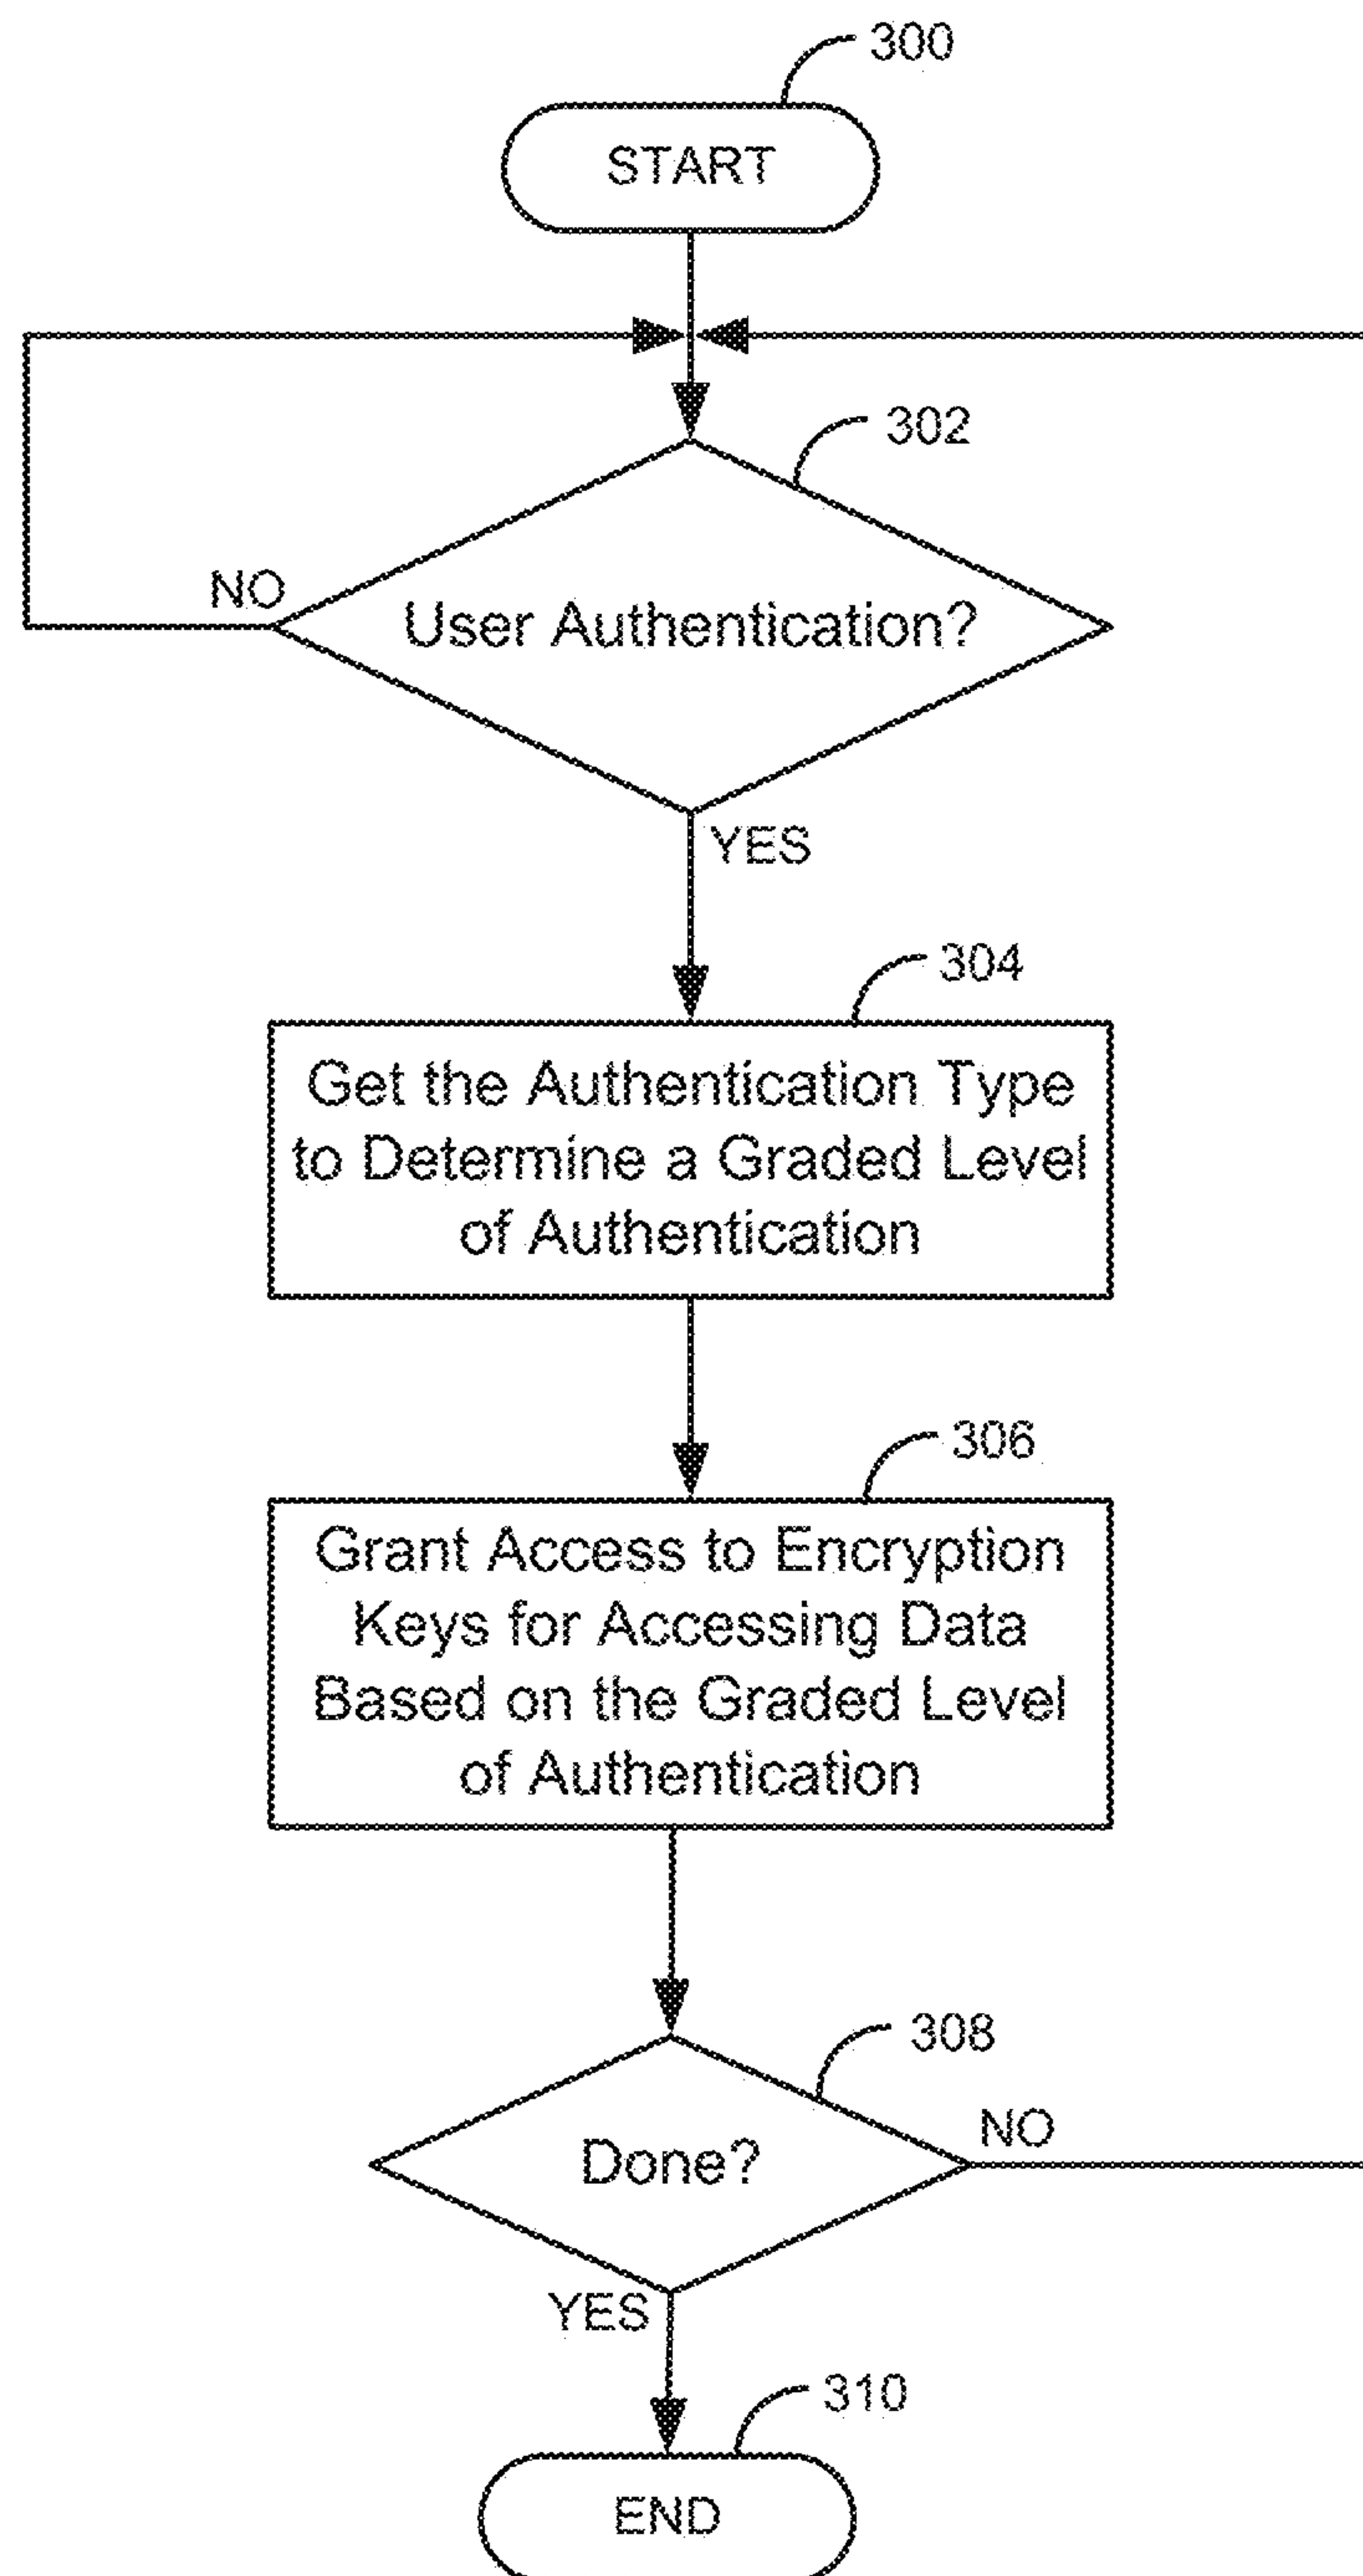 300
START
302
NO
User Authentication?
YES
304
Get the Authentication Type
to Determine a Graded Level
of Authentication
306
Grant Access to Encryption
Keys for Accessing Data
Based on the Graded Level
of Authentication
308
NO
Done?
YES
310
END